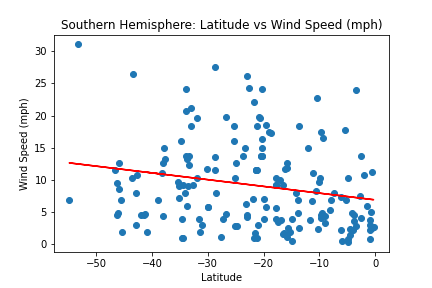 Southern Hemisphere: Latitude vs Wind Speed (mph)
30
25
20
15
10
5
0
Wind Speed (mph)
−50 −40 −30 −20 −10 0
Latitude